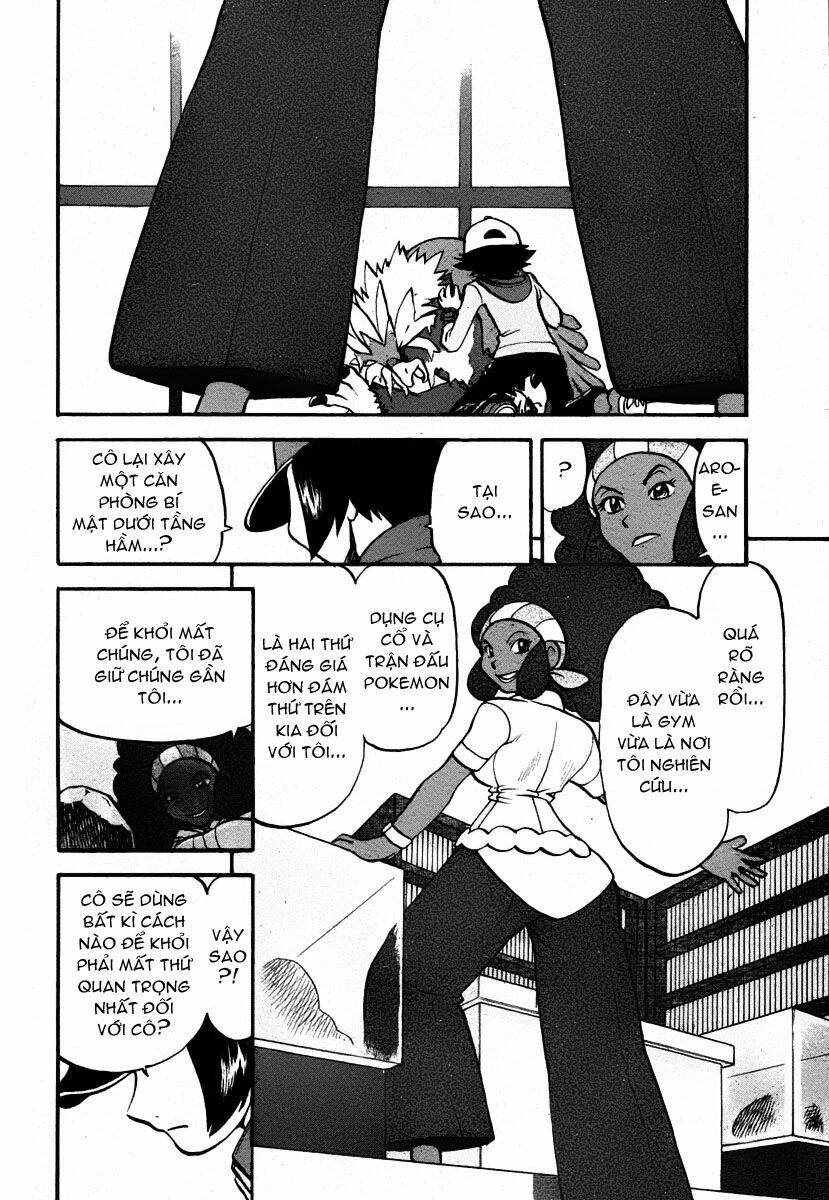 ARO-
E-
SAN
...
?
TẠI
SAO...
CÔ LẠI XÂY
MỘT CĂN
PHÒNG BÍ
MẬT DƯỚI TẦNG
HẦM...?
QUÁ
RÕ
RÀNG
RỒI...
ĐÂY VỪA
LÀ GYM
VỪA LÀ NƠI
TÔI NGHIÊN
CỨU...
DỤNG CỤ
CỔ VÀ
TRẬN ĐẤU
POKEMON
...
LÀ HAI THỨ
ĐÁNG GIÁ
HƠN ĐÁM
THỨ TRÊN
KIA ĐỐI
VỚI TÔI...
ĐỂ KHỎI MẤT
CHÚNG, TÔI ĐÃ
GIỮ CHÚNG GẦN
TÔI...
VẬY
SAO
?!
CÔ SẼ DÙNG
BẤT KÌ CÁCH
NÀO ĐỂ KHỎI
PHẢI MẤT THỨ
QUAN TRỌNG
NHẤT ĐỐI
VỚI CÔ?